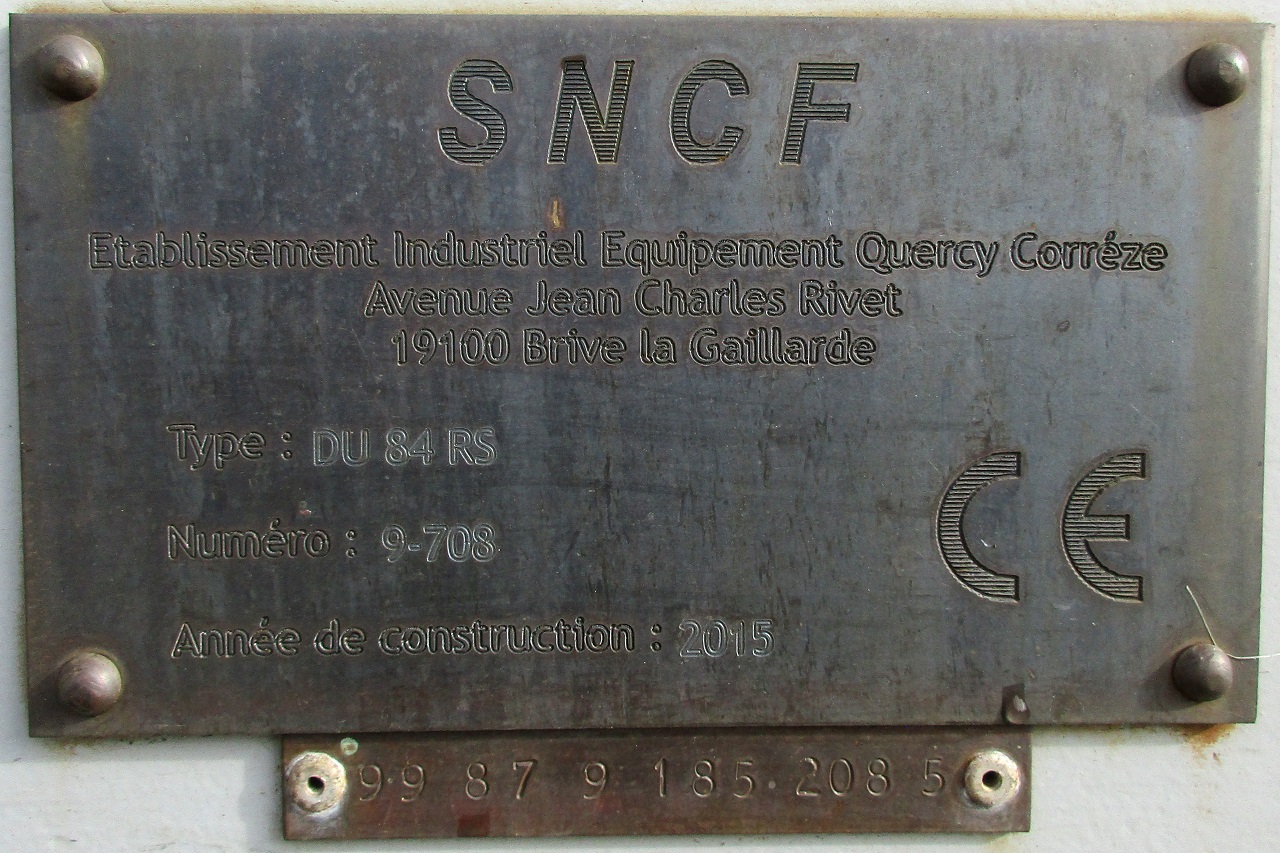 SNCF
Etablissement Industriel Equipement Quercy Corréze
Avenue Jean Charles Rivet
19100 Brive la Gaillarde
Type : DU 84 RS
Numéro : 9-708
CE
Année de construction : 2015
99 87 9 185.208 5